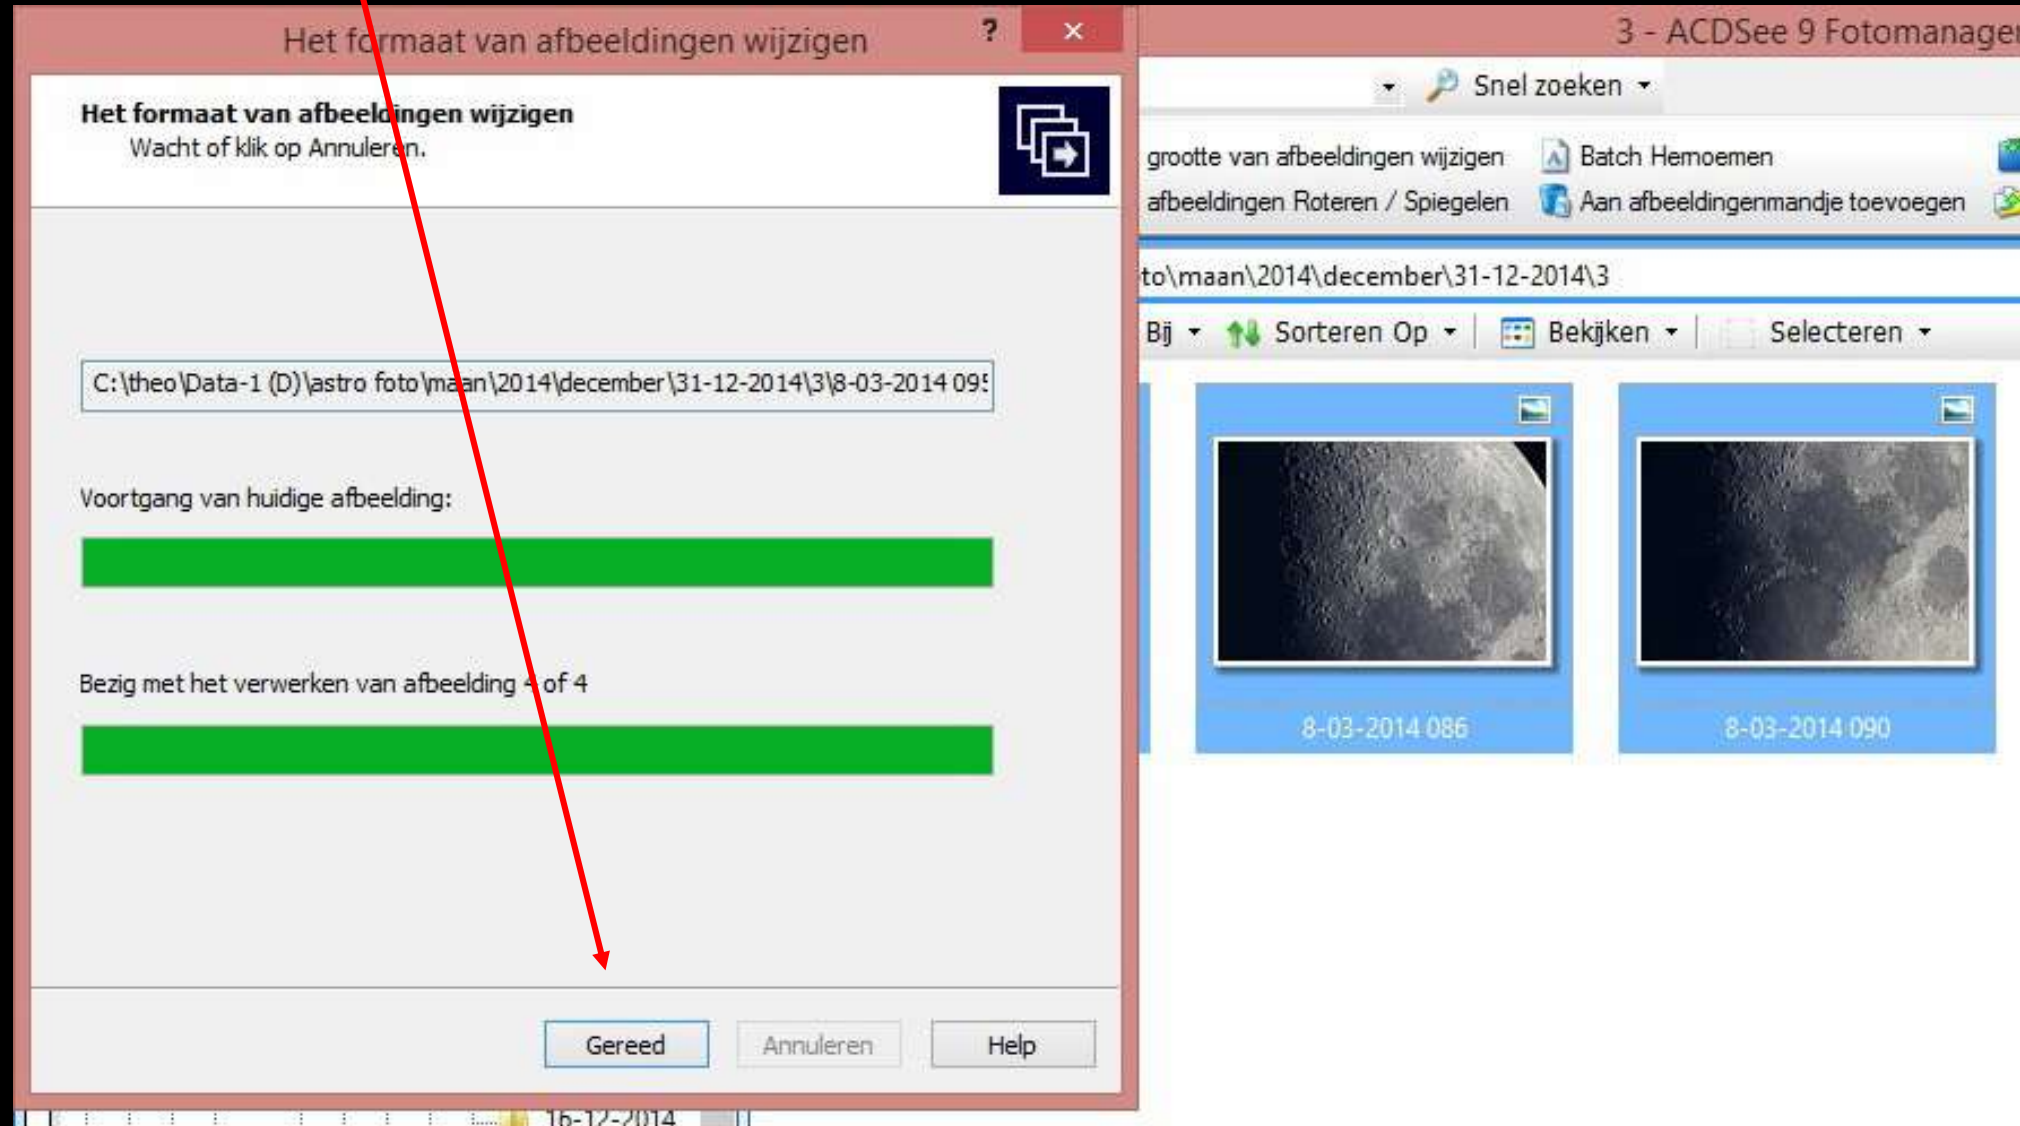 Het formaat van afbeeldingen wijzigen
?
×
Het formaat van afbeeldingen wijzigen
Wacht of klik op Annuleren.
C:\theo\Data-1 (D)\astro foto\maan\2014\december\31-12-2014\3\8-03-2014 095
Voortgang van huidige afbeelding:
Bezig met het verwerken van afbeelding 4 of 4
Gereed
Annuleren
Help
16-12-2014
3 - ACDSee 9 Fotomanager
Snel zoeken
grootte van afbeeldingen wijzigen
Batch Hernoemen
afbeeldingen Roteren / Spiegelen
Aan afbeeldingenmandje toevoegen
to\maan\2014\december\31-12-2014\3
Bij
Sorteren Op
Bekijken
Selecteren
8-03-2014 086
8-03-2014 090